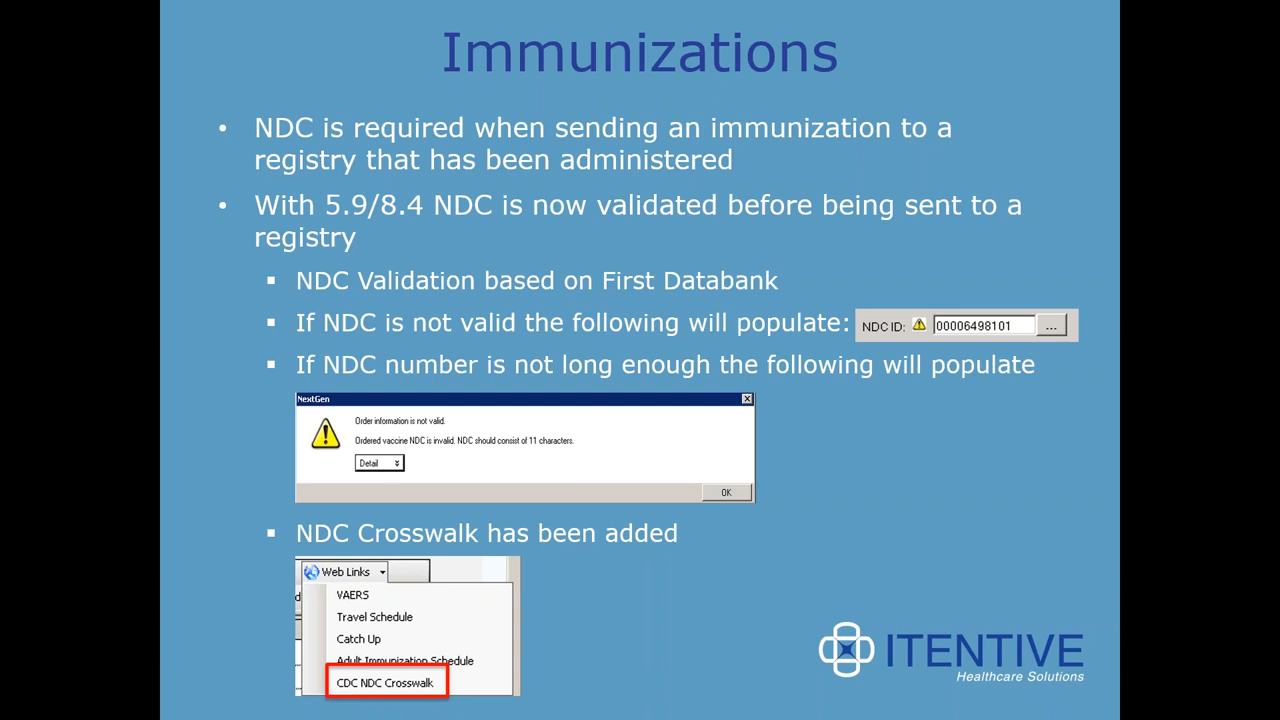 Immunizations
• NDC is required when sending an immunization to a
registry that has been administered
• With 5.9/8.4 NDC is now validated before being sent to a
registry
▪ NDC Validation based on First Databank
▪ If NDC is not valid the following will populate:
NDC ID: 00006498101 ...
▪ If NDC number is not long enough the following will populate
NextGen
Order information is not valid.
Ordered vaccine NDC is invalid. NDC should consist of 11 characters.
Detail
OK
▪ NDC Crosswalk has been added
Web Links
VAERS
Travel Schedule
Catch Up
Adult Immunization Schedule
CDC NDC Crosswalk
ITENTIVE
Healthcare Solutions